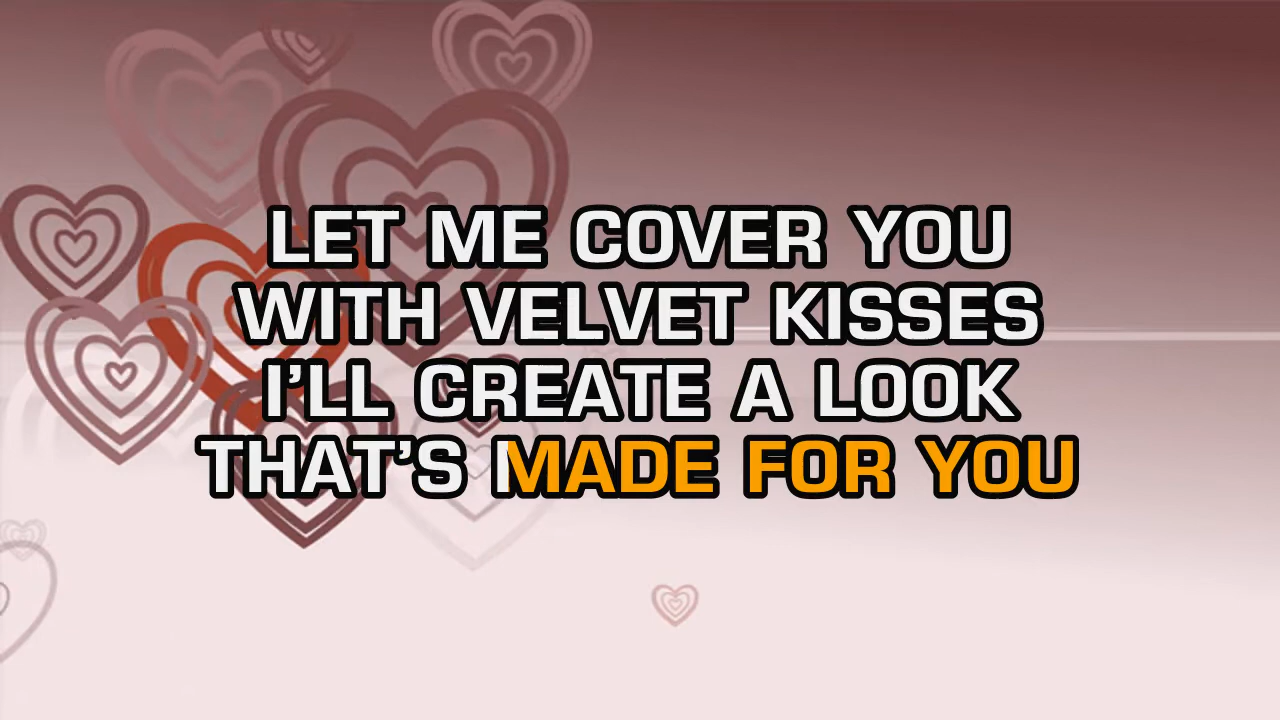 LET ME COVER YOU
WITH VELVET KISSES
I'LL CREATE A LOOK
THAT'S MADE FOR YOU